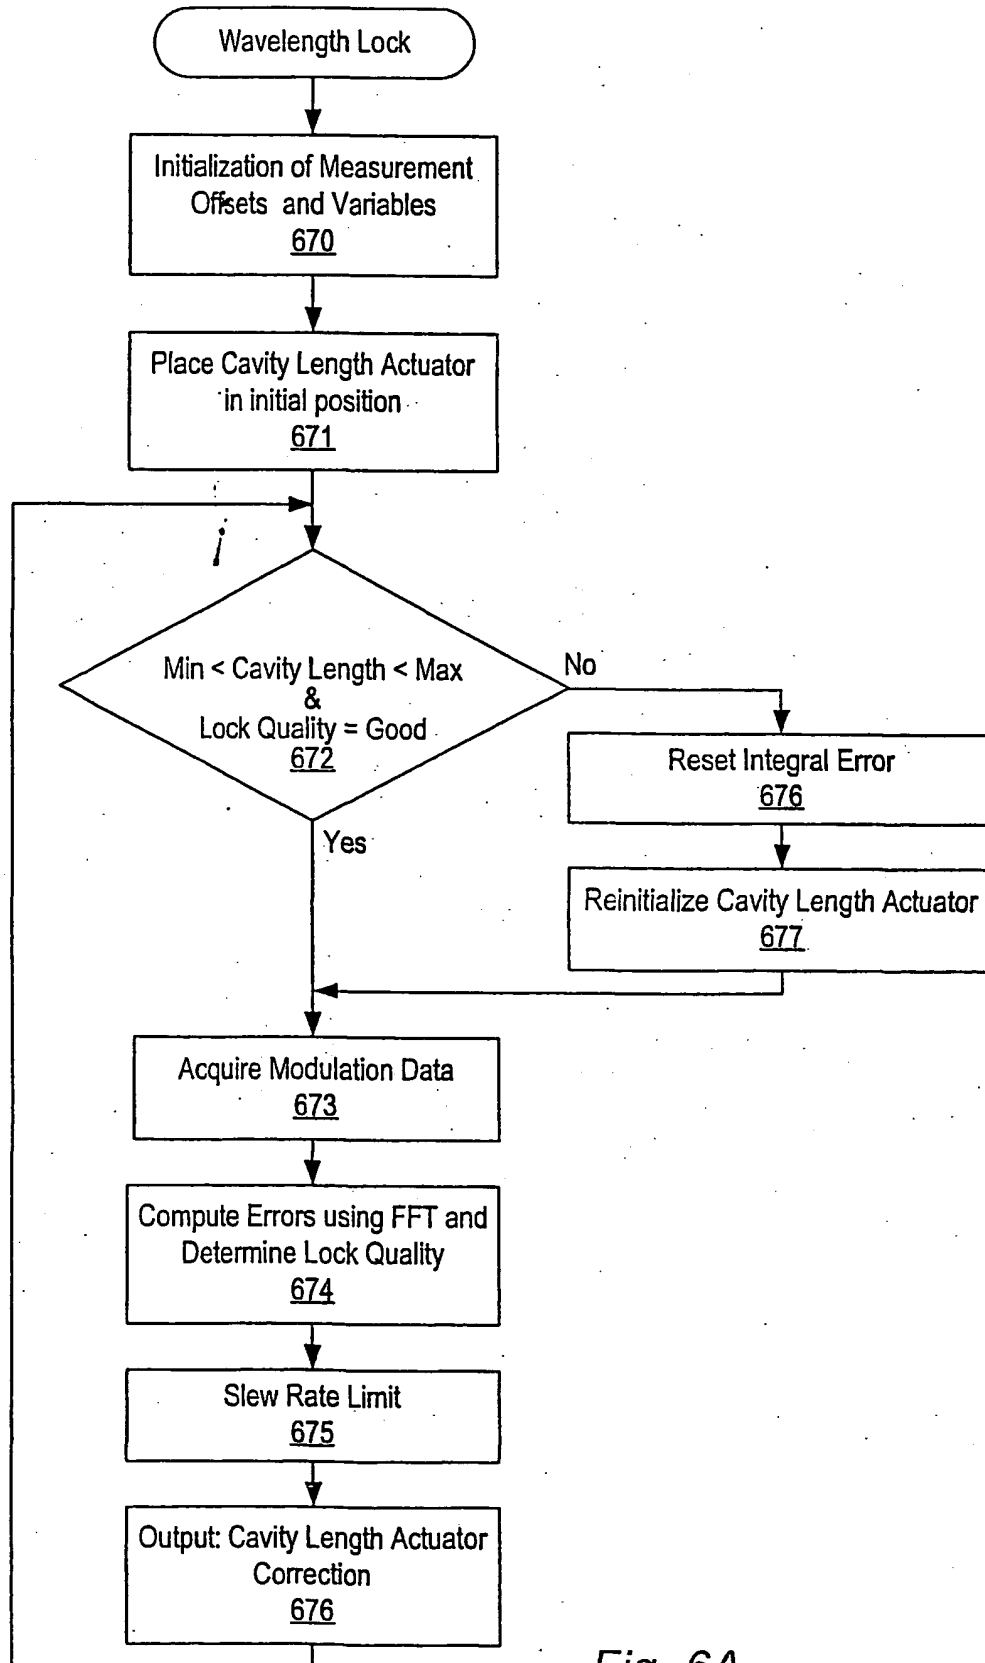 Wavelength Lock
Initialization of Measurement
Offsets and Variables
670
Place Cavity Length Actuator
in initial position
671
Min < Cavity Length < Max
&
Lock Quality = Good
672
No
Reset Integral Error
676
Yes
Reinitialize Cavity Length Actuator
677
Acquire Modulation Data
673
Compute Errors using FFT and
Determine Lock Quality
674
Slew Rate Limit
675
Output: Cavity Length Actuator
Correction
676
Fig. 6A